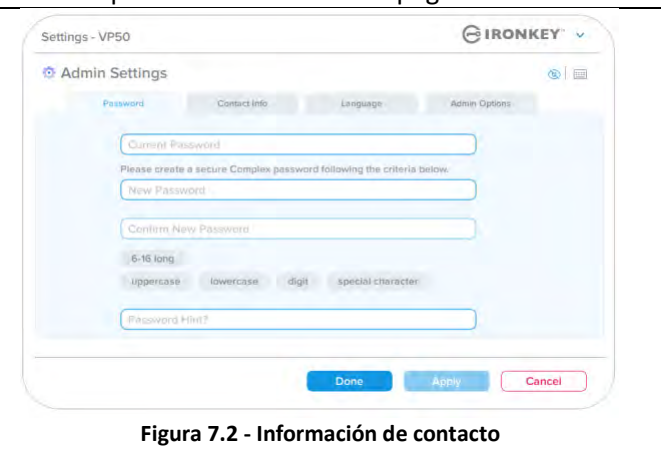 Settings - VP50
IRONKEY
Admin Settings
Password Contact Info Language Admin Options
Current Password
Please create a secure Complex password following the criteria below.
New Password
Confirm New Password
6-16 long
uppercase lowercase digit special character
Password Hint?
Done Apply Cancel
Figura 7.2 - Información de contacto